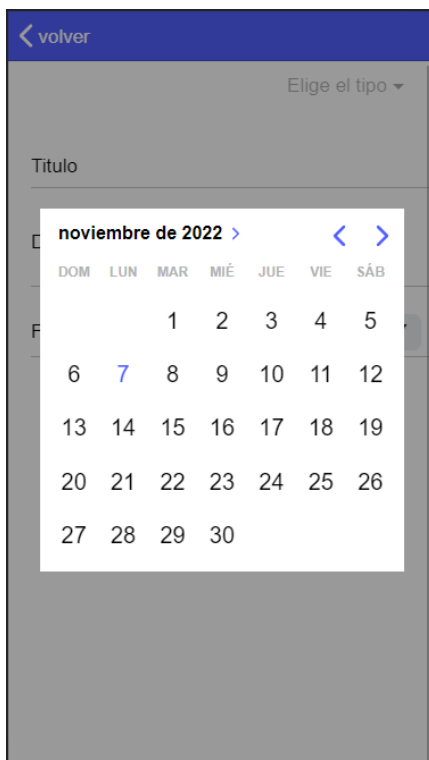 volver
Elige el tipo
Titulo
D
noviembre de 2022
DOM LUN MAR MIÉ JUE VIE SÁB
1 2 3 4 5
F
6 7 8 9 10 11 12
13 14 15 16 17 18 19
20 21 22 23 24 25 26
27 28 29 30